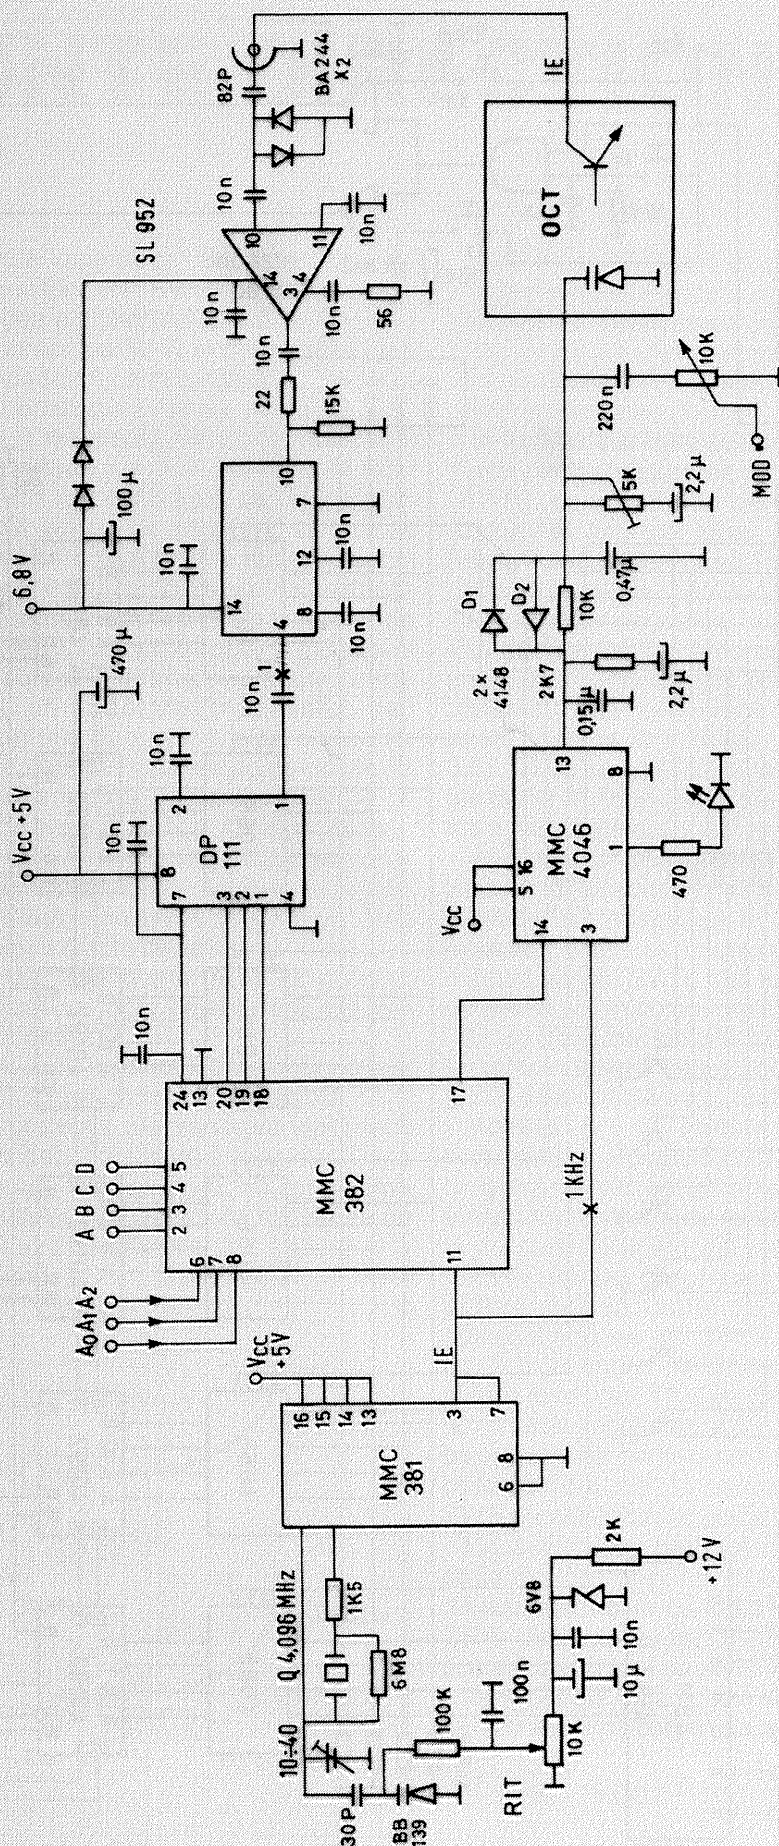 Q 4,096 MHz
10÷40
30P
BB
139
1K5
6M8
100K
100n
RIT
10K
10µ
10n
6V8
2K
+12V
MMC
381
16
15
14
13
3
7
6
8
Vcc
+5V
IE
A0 A1 A2
A B C D
6
7
8
2
3
4
5
MMC
382
11
24
13
20
19
18
17
10n
1KHz
Vcc +5V
470µ
10n
10n
DP
111
8
7
3
2
1
4
2
1
10n
1
6,8V
100µ
10n
14
4
8
12
7
10
10n
10n
15K
22
10n
10n
SL 952
14
3
4
10
11
10n
56
10n
10n
82P
BA244
X2
Vcc
MMC
4046
5
16
14
3
1
8
13
470
0,15µ
2K7
2,2µ
2x
4148
D1
D2
10K
0,47µ
5K
2,2µ
220n
10K
MOD
OCT
IE